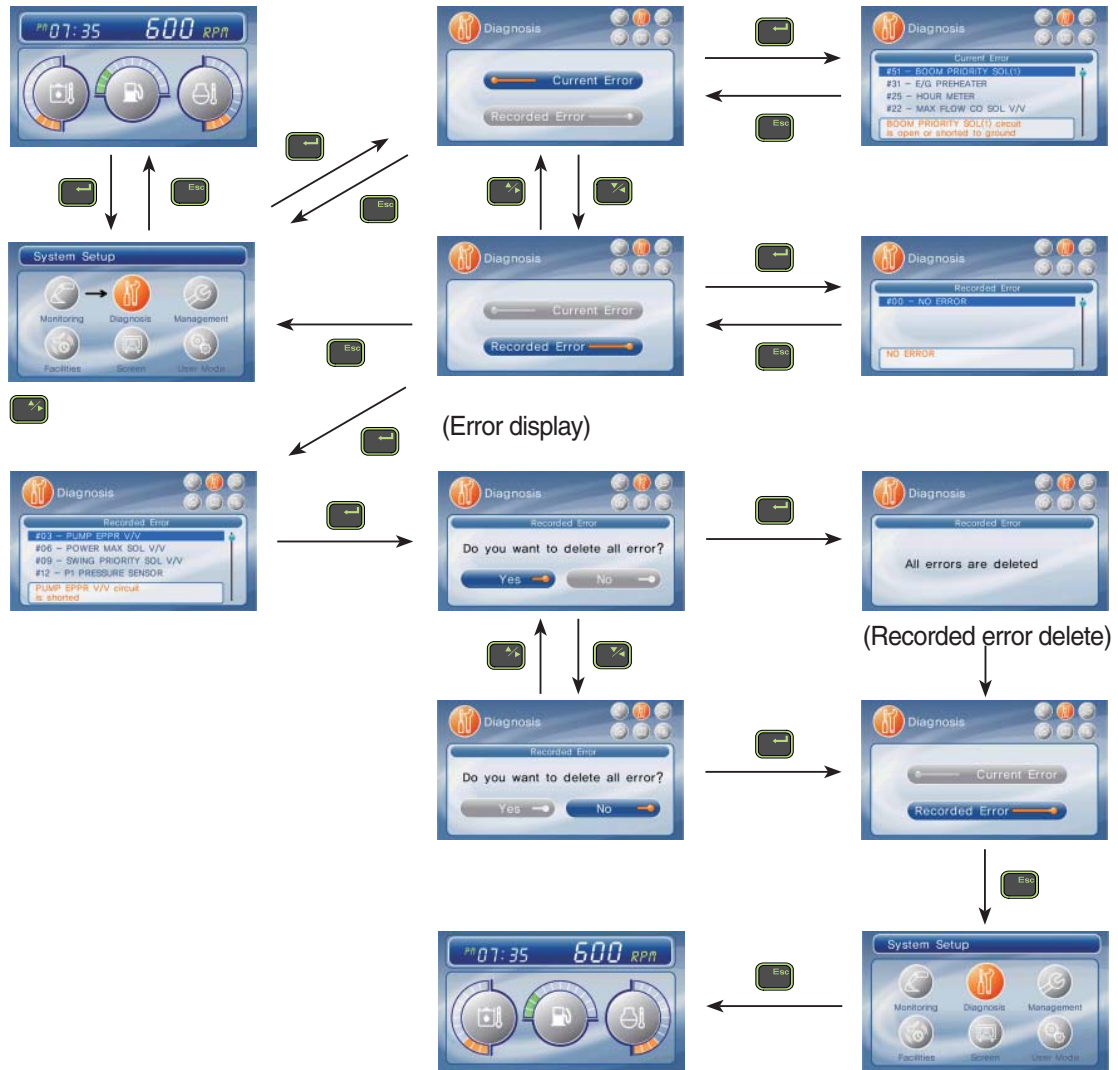 PM 07:35 600 RPM
Diagnosis
Current Error
Recorded Error
Diagnosis
Current Error
#51 - BOOM PRIORITY SOL(1)
#31 - E/G PREHEATER
#25 - HOUR METER
#22 - MAX FLOW CO SOL V/V
BOOM PRIORITY SOL(1) circuit
is open or shorted to ground
Esc
Esc
Esc
System Setup
Monitoring Diagnosis Management
Facilities Screen User Mode
Diagnosis
Current Error
Recorded Error
Diagnosis
Recorded Error
#00 - NO ERROR
NO ERROR
Esc
Esc
(Error display)
Diagnosis
Recorded Error
#03 - PUMP EPPR V/V
#06 - POWER MAX SOL V/V
#09 - SWING PRIORITY SOL V/V
#12 - P1 PRESSURE SENSOR
PUMP EPPR V/V circuit
is shorted
Diagnosis
Recorded Error
Do you want to delete all error?
Yes No
Diagnosis
Recorded Error
All errors are deleted
(Recorded error delete)
Diagnosis
Recorded Error
Do you want to delete all error?
Yes No
Diagnosis
Current Error
Recorded Error
Esc
PM 07:35 600 RPM
Esc
System Setup
Monitoring Diagnosis Management
Facilities Screen User Mode